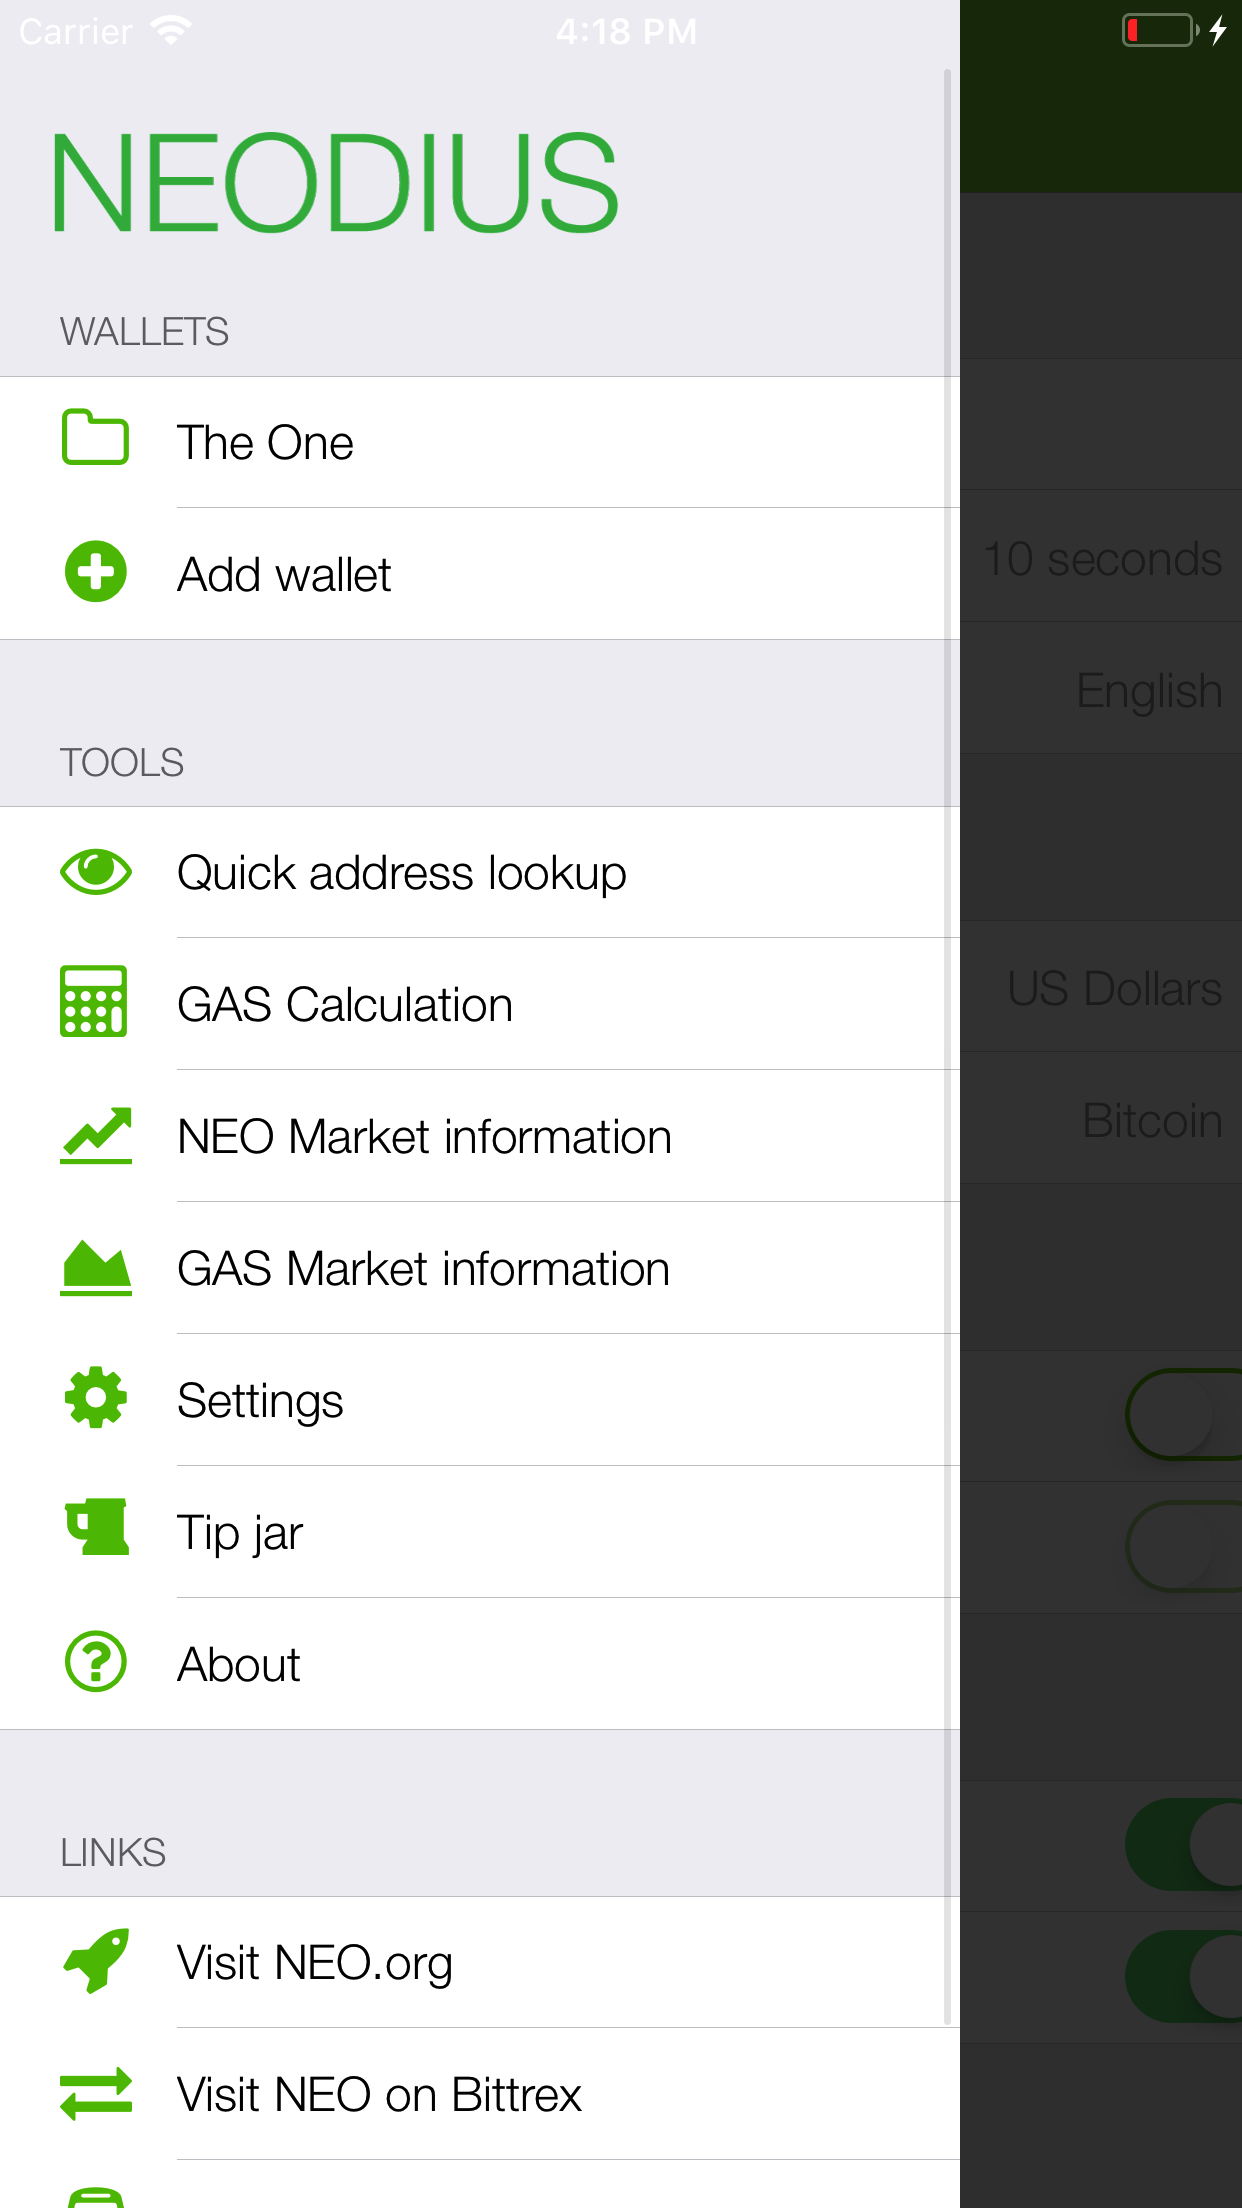 Carrier 4:18 PM
NEODIUS
WALLETS
The One
Add wallet
10 seconds
English
TOOLS
Quick address lookup
GAS Calculation
US Dollars
NEO Market information
Bitcoin
GAS Market information
Settings
Tip jar
About
LINKS
Visit NEO.org
Visit NEO on Bittrex